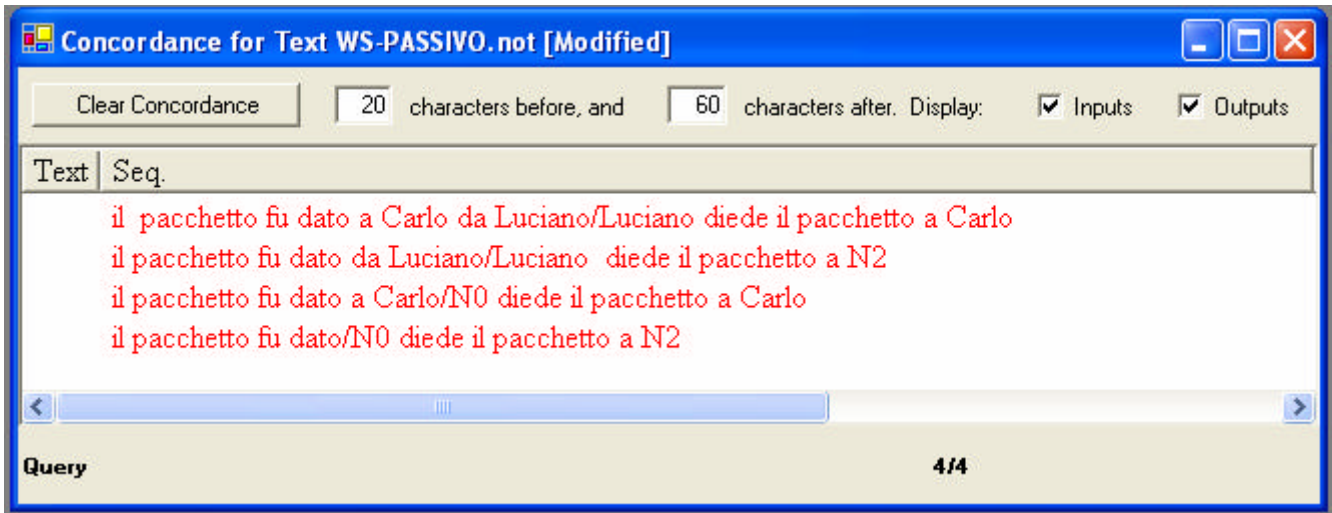 Concordance for Text WS-PASSIVO.not [Modified]
Clear Concordance 20 characters before, and 60 characters after. Display: Inputs Outputs
Text Seq.
il pacchetto fu dato a Carlo da Luciano/Luciano diede il pacchetto a Carlo
il pacchetto fu dato da Luciano/Luciano diede il pacchetto a N2
il pacchetto fu dato a Carlo/N0 diede il pacchetto a Carlo
il pacchetto fu dato/N0 diede il pacchetto a N2
Query 4/4